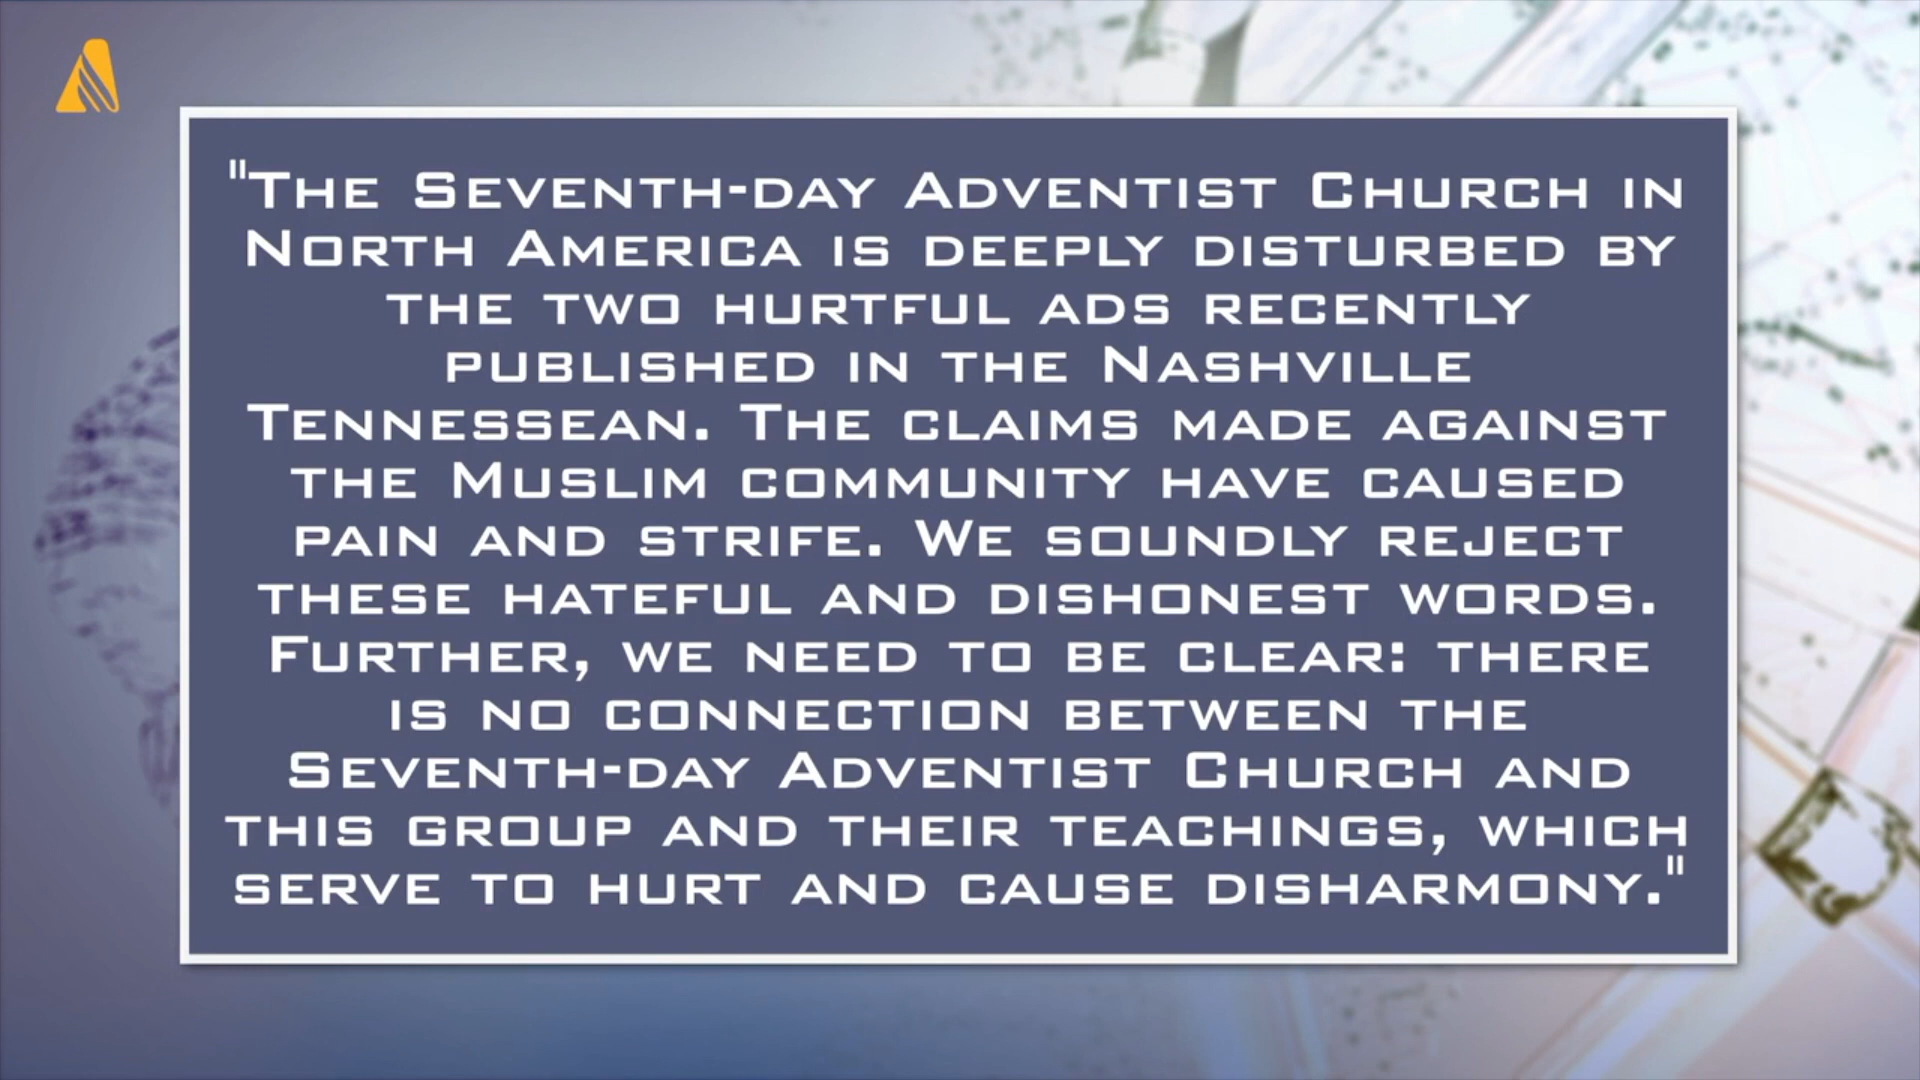 "The Seventh-day Adventist Church in
North America is deeply disturbed by
the two hurtful ads recently
published in the Nashville
Tennessean. The claims made against
the Muslim community have caused
pain and strife. We soundly reject
these hateful and dishonest words.
Further, we need to be clear: there
is no connection between the
Seventh-day Adventist Church and
this group and their teachings, which
serve to hurt and cause disharmony."